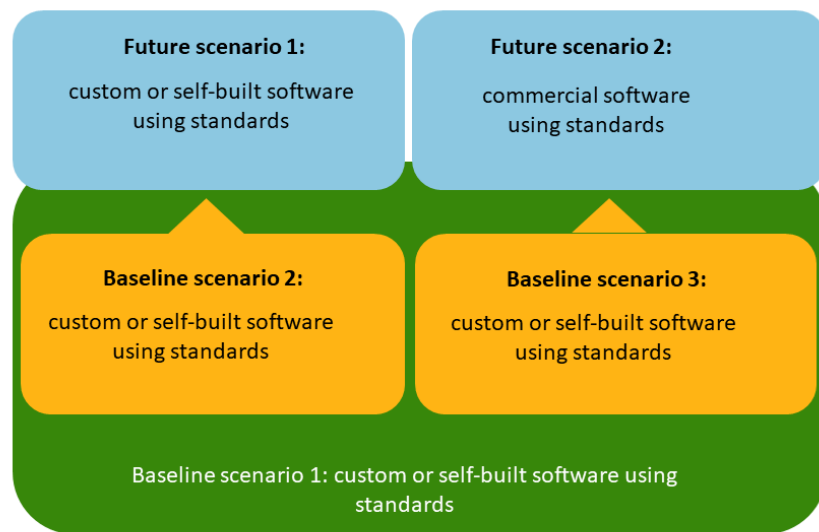 Future scenario 1:
custom or self-built software
using standards
Future scenario 2:
commercial software
using standards
Baseline scenario 2:
custom or self-built software
using standards
Baseline scenario 3:
custom or self-built software
using standards
Baseline scenario 1: custom or self-built software using
standards